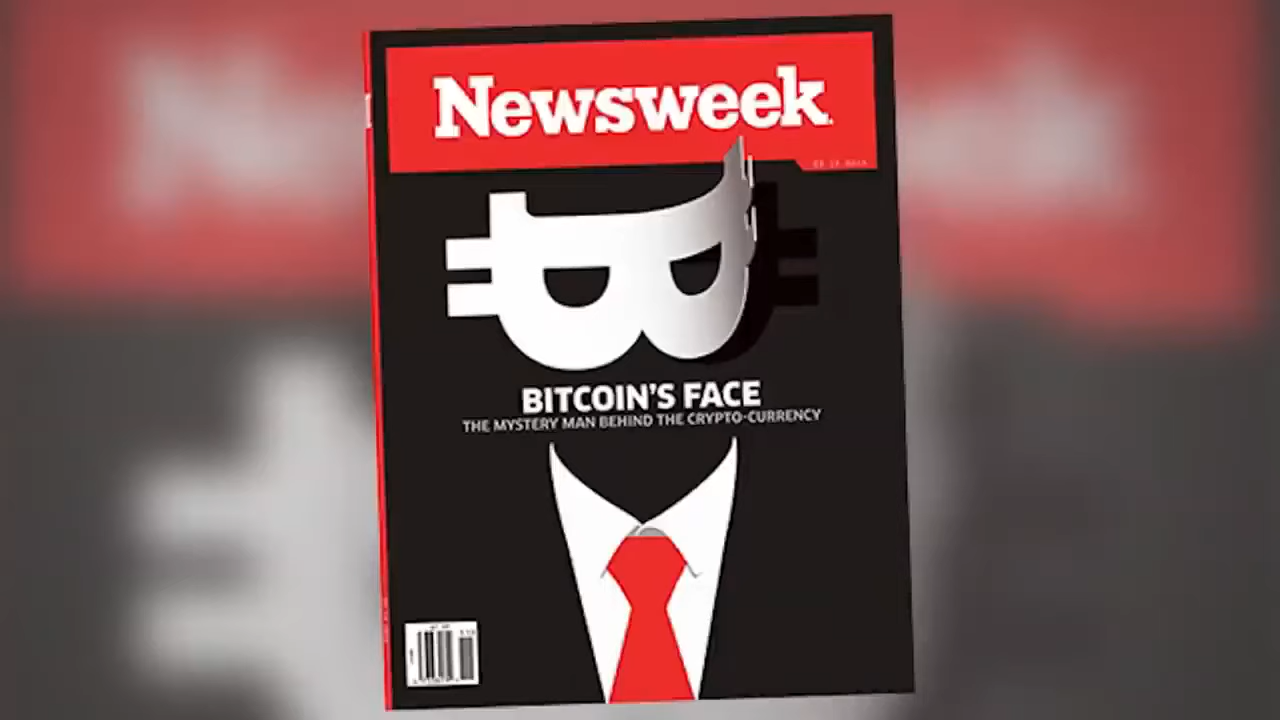 Newsweek
BITCOIN'S FACE
THE MYSTERY MAN BEHIND THE CRYPTO-CURRENCY